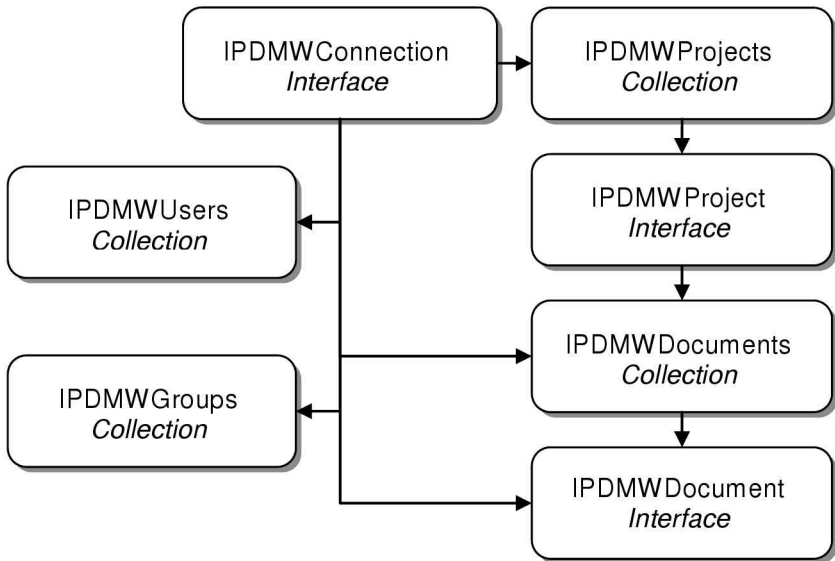 IPDMWConnection
Interface
IPDMWProjects
Collection
IPDMWUsers
Collection
IPDMWProject
Interface
IPDMWDocuments
Collection
IPDMWGroups
Collection
IPDMWDocument
Interface